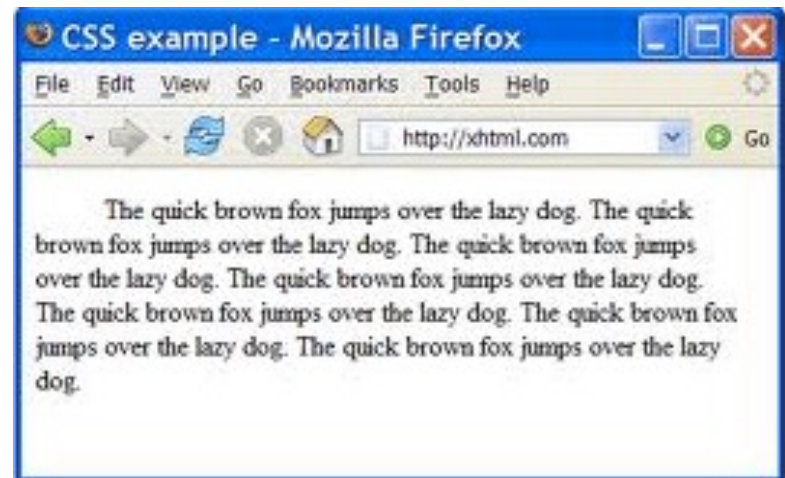 CSS example - Mozilla Firefox
File Edit View Go Bookmarks Tools Help
http://xhtml.com Go
The quick brown fox jumps over the lazy dog. The quick
brown fox jumps over the lazy dog. The quick brown fox jumps
over the lazy dog. The quick brown fox jumps over the lazy dog.
The quick brown fox jumps over the lazy dog. The quick brown fox
jumps over the lazy dog. The quick brown fox jumps over the lazy
dog.